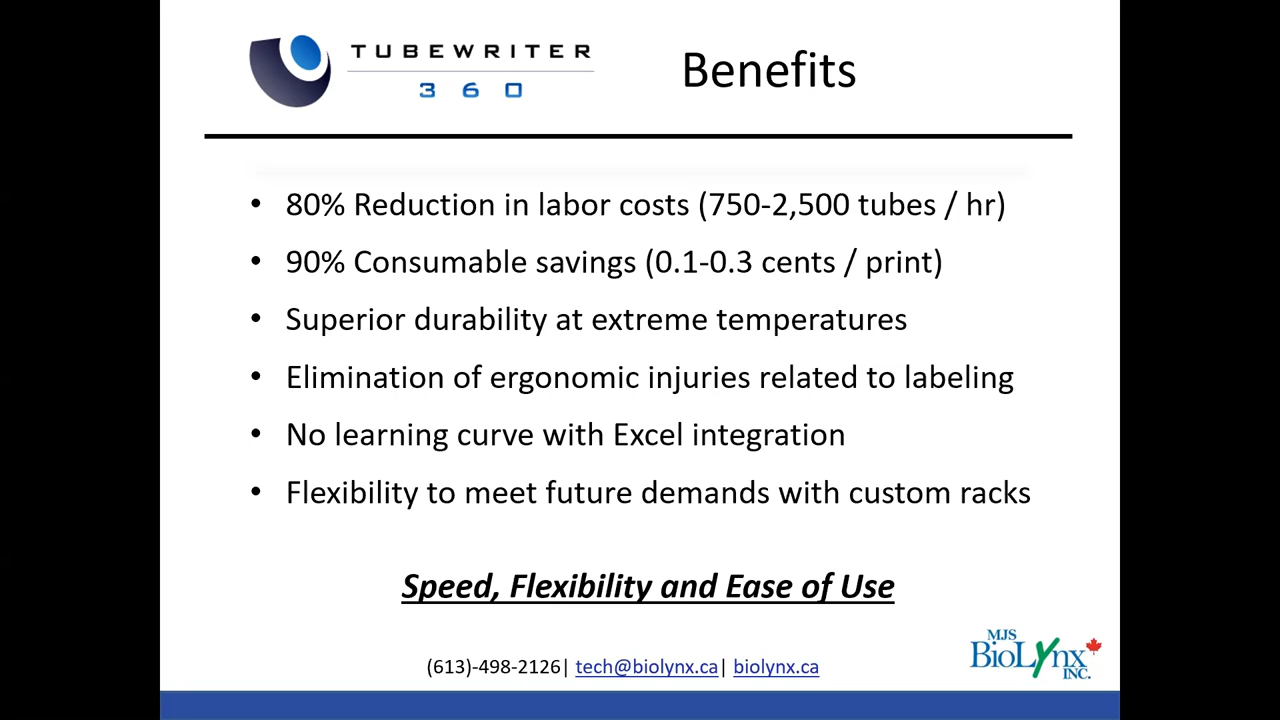 TUBEWRITER
360
Benefits
• 80% Reduction in labor costs (750-2,500 tubes / hr)
• 90% Consumable savings (0.1-0.3 cents / print)
• Superior durability at extreme temperatures
• Elimination of ergonomic injuries related to labeling
• No learning curve with Excel integration
• Flexibility to meet future demands with custom racks
Speed, Flexibility and Ease of Use
(613)-498-2126| tech@biolynx.ca| biolynx.ca
MJS
BioLynx
INC.